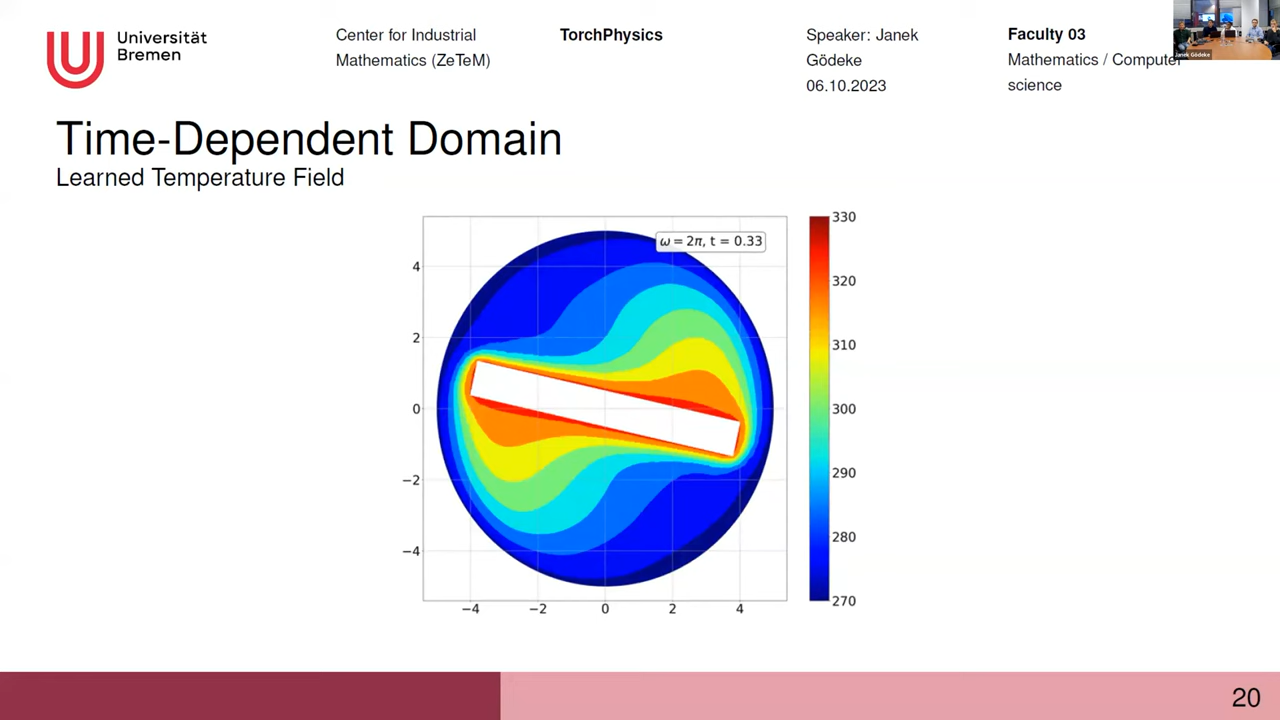 Universität
Bremen
Center for Industrial
Mathematics (ZeTeM)
TorchPhysics
Speaker: Janek
Gödeke
06.10.2023
Faculty 03
Mathematics / Computer
science
Janek Gödeke
Time-Dependent Domain
Learned Temperature Field
ω = 2π, t = 0.33
4
2
0
−2
−4
−4 −2 0 2 4
330
320
310
300
290
280
270
20